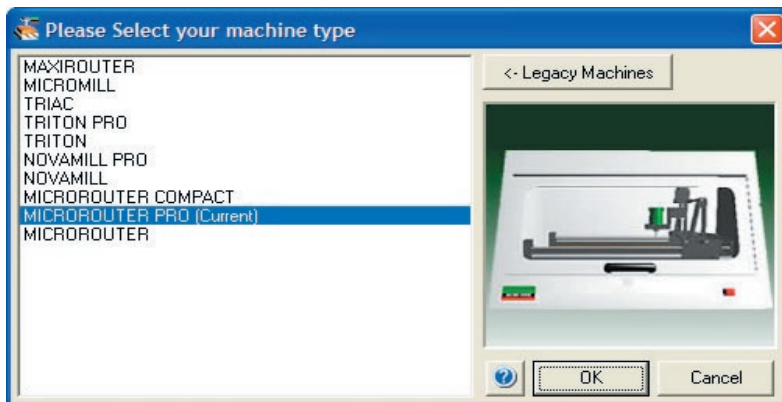 Please Select your machine type
MAXIROUTER
MICROMILL
TRIAC
TRITON PRO
TRITON
NOVAMILL PRO
NOVAMILL
MICROROUTER COMPACT
MICROROUTER PRO (Current)
MICROROUTER
<- Legacy Machines
OK
Cancel